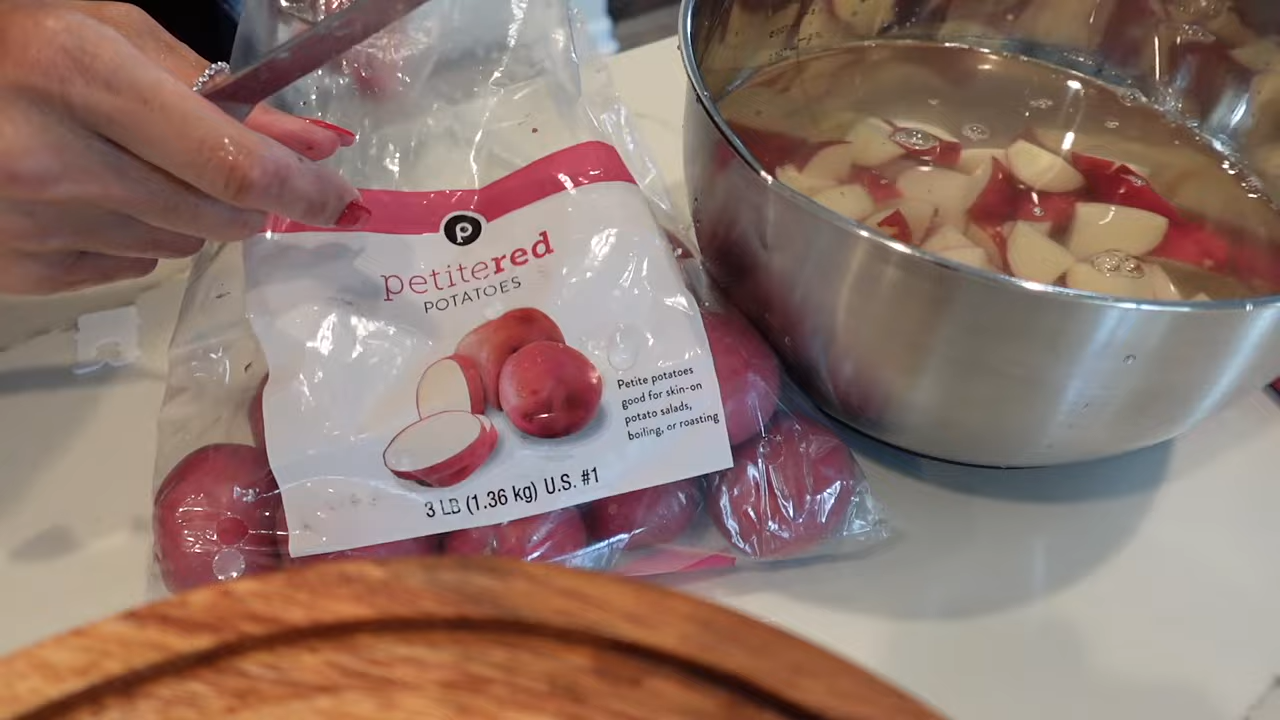 p
petitered
POTATOES
Petite potatoes
good for skin-on
potato salads,
boiling, or roasting
3 LB (1.36 kg) U.S. #1